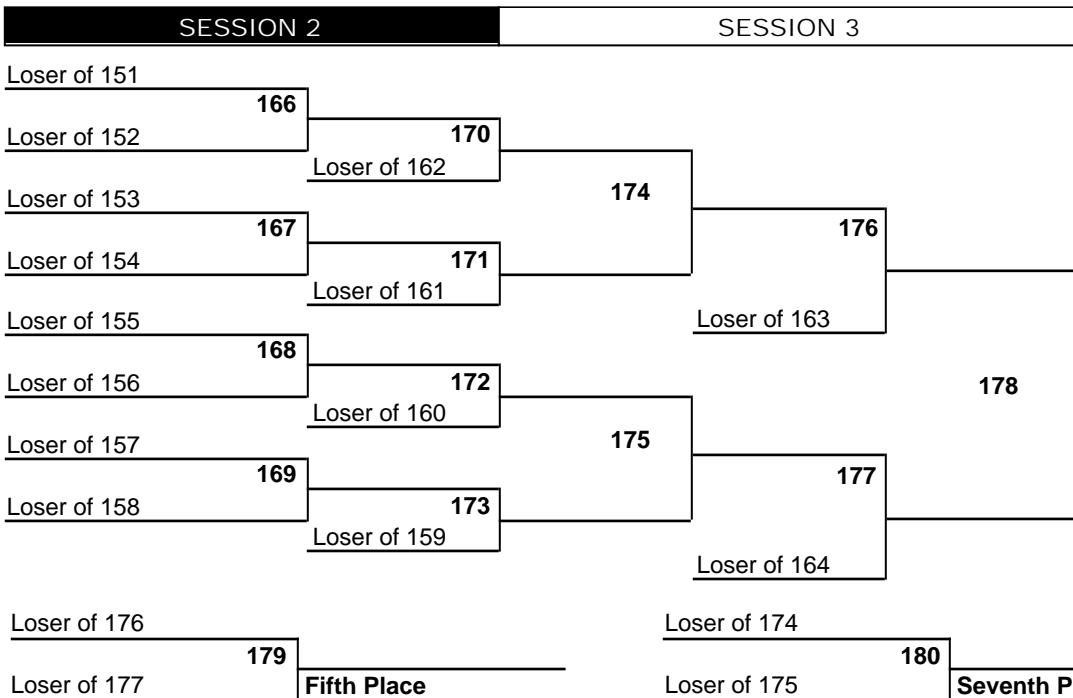 SESSION 2
SESSION 3
Loser of 151
166
Loser of 152
170
Loser of 162
174
Loser of 153
167
176
Loser of 154
171
Loser of 161
Loser of 163
Loser of 155
168
Loser of 156
172
178
Loser of 160
175
Loser of 157
169
177
Loser of 158
173
Loser of 159
Loser of 164
Loser of 176
Loser of 174
179
180
Loser of 177
Fifth Place
Loser of 175
Seventh P